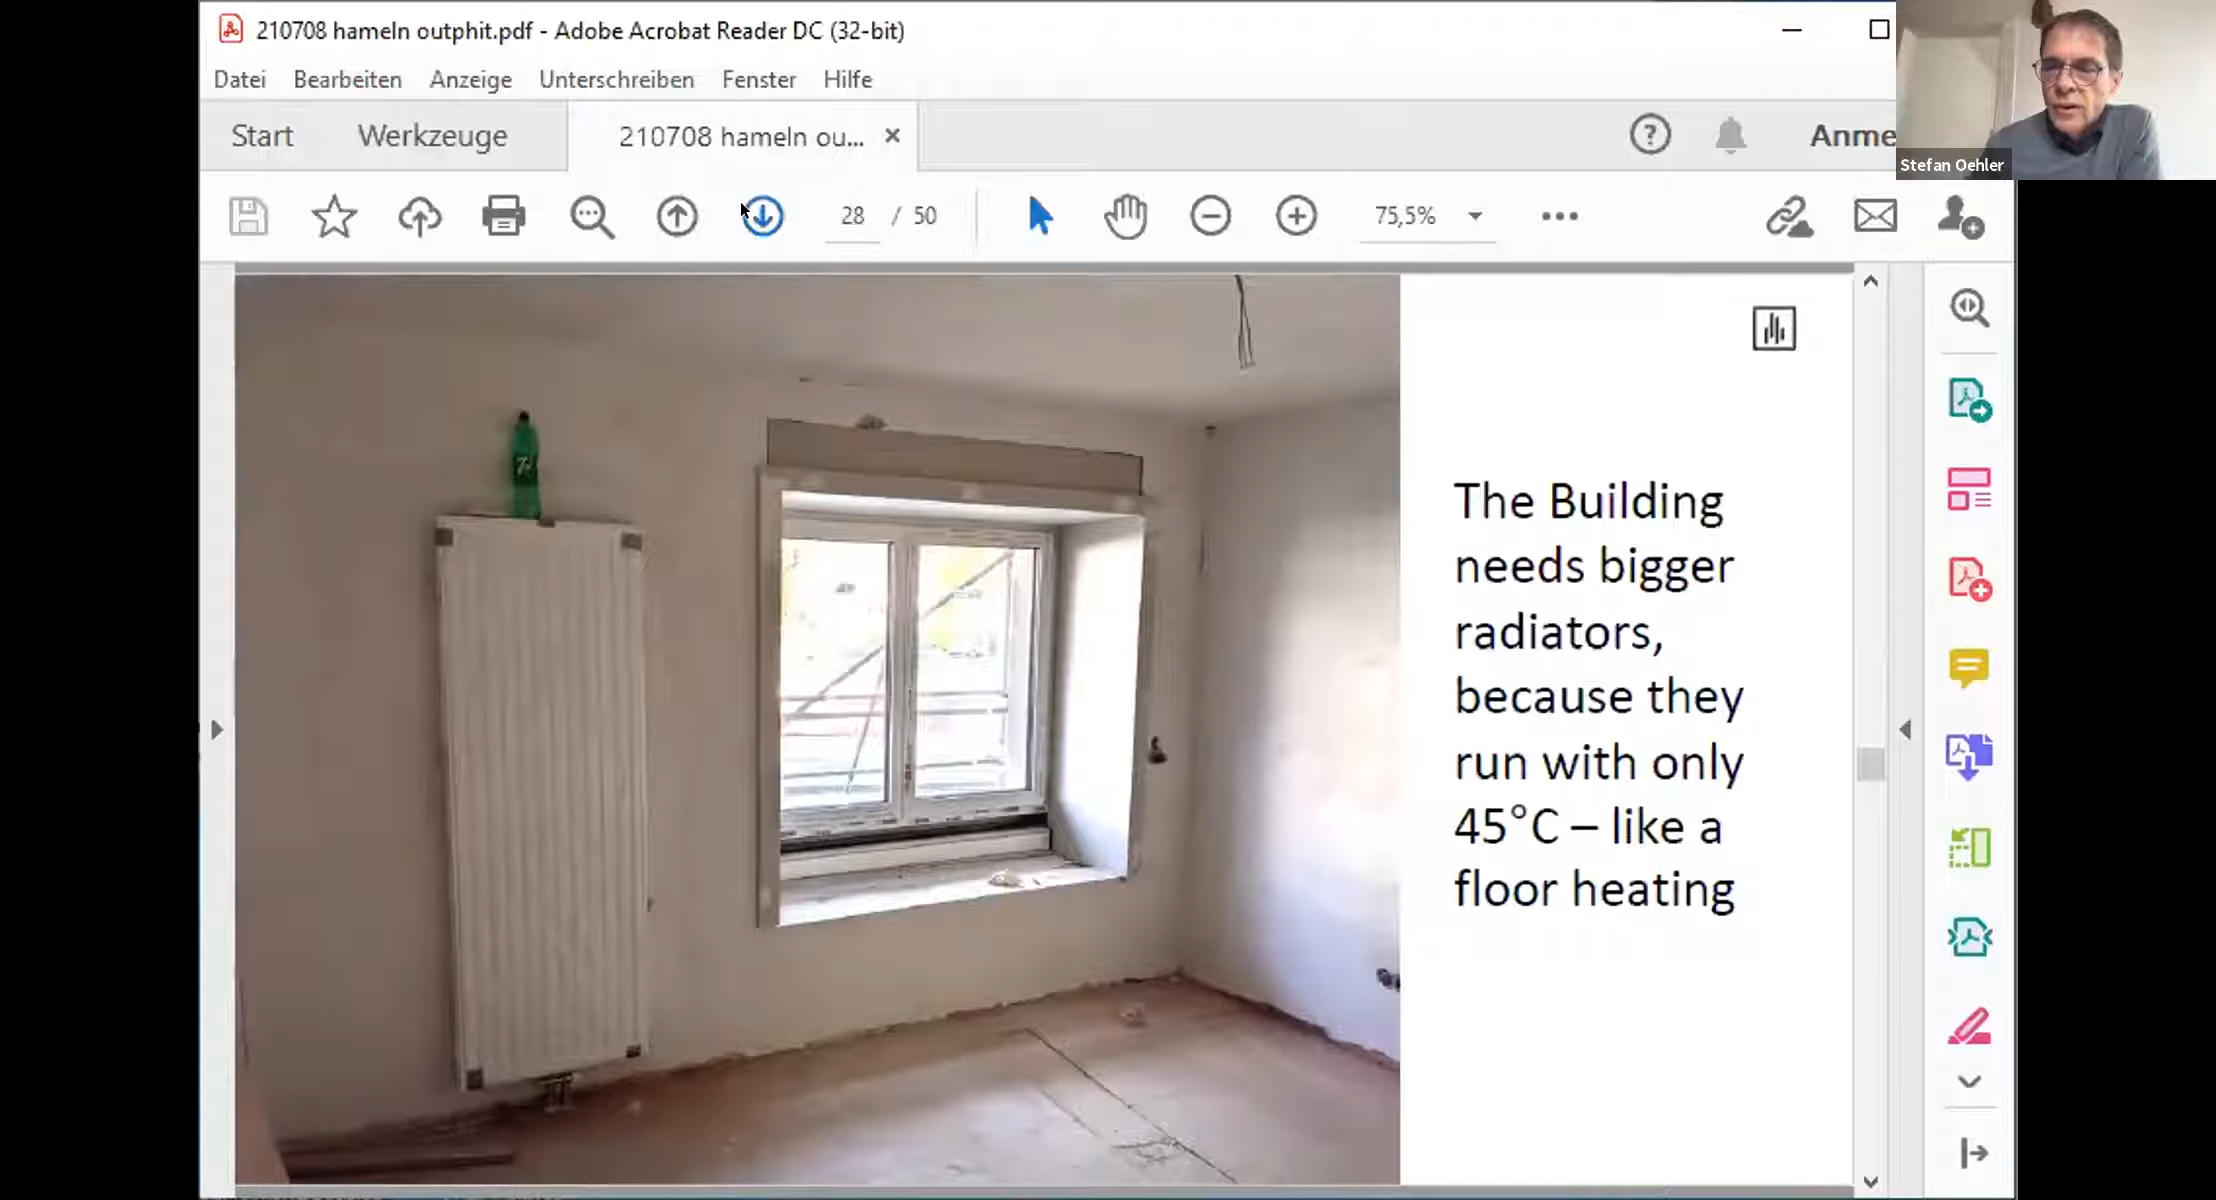 210708 hameln outphit.pdf - Adobe Acrobat Reader DC (32-bit)
Datei Bearbeiten Anzeige Unterschreiben Fenster Hilfe
Start Werkzeuge 210708 hameln ou... Anme
Stefan Oehler
28 / 50 75,5%
7
The Building
needs bigger
radiators,
because they
run with only
45°C – like a
floor heating